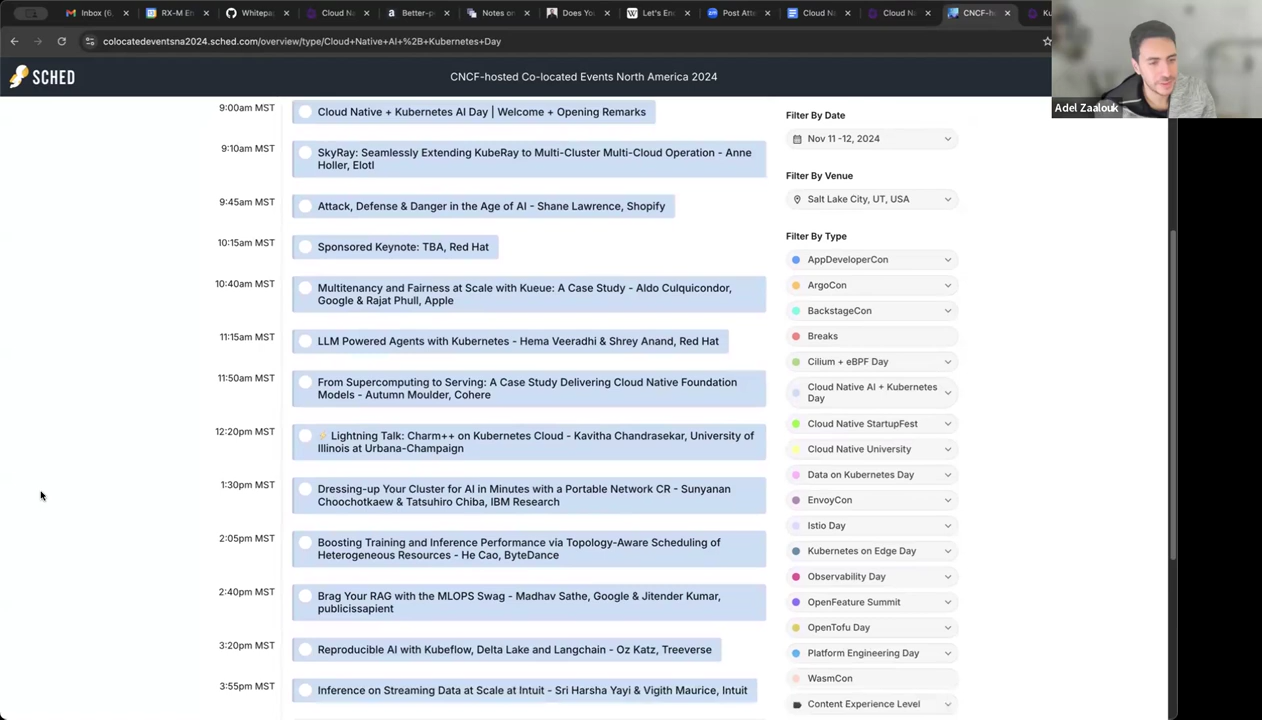 Inbox (6,
RX-M E
Whitepa
Cloud N
Better-p
Notes on
Does Yo
Let's En
Post Att
Cloud N
Cloud N
CNCF-h
Ku
colocatedeventsna2024.sched.com/overview/type/Cloud+Native+AI+%2B+Kubernetes+Day
SCHED
CNCF-hosted Co-located Events North America 2024
Adel Zaalouk
9:00am MST
Cloud Native + Kubernetes AI Day | Welcome + Opening Remarks
9:10am MST
SkyRay: Seamlessly Extending KubeRay to Multi-Cluster Multi-Cloud Operation - Anne
Holler, Elotl
9:45am MST
Attack, Defense & Danger in the Age of AI - Shane Lawrence, Shopify
10:15am MST
Sponsored Keynote: TBA, Red Hat
10:40am MST
Multitenancy and Fairness at Scale with Kueue: A Case Study - Aldo Culquicondor,
Google & Rajat Phull, Apple
11:15am MST
LLM Powered Agents with Kubernetes - Hema Veeradhi & Shrey Anand, Red Hat
11:50am MST
From Supercomputing to Serving: A Case Study Delivering Cloud Native Foundation
Models - Autumn Moulder, Cohere
12:20pm MST
Lightning Talk: Charm++ on Kubernetes Cloud - Kavitha Chandrasekar, University of
Illinois at Urbana-Champaign
1:30pm MST
Dressing-up Your Cluster for AI in Minutes with a Portable Network CR - Sunyanan
Choochotkaew & Tatsuhiro Chiba, IBM Research
2:05pm MST
Boosting Training and Inference Performance via Topology-Aware Scheduling of
Heterogeneous Resources - He Cao, ByteDance
2:40pm MST
Brag Your RAG with the MLOPS Swag - Madhav Sathe, Google & Jitender Kumar,
publicissapient
3:20pm MST
Reproducible AI with Kubeflow, Delta Lake and Langchain - Oz Katz, Treeverse
3:55pm MST
Inference on Streaming Data at Scale at Intuit - Sri Harsha Yayi & Vigith Maurice, Intuit
Filter By Date
Nov 11 -12, 2024
Filter By Venue
Salt Lake City, UT, USA
Filter By Type
AppDeveloperCon
ArgoCon
BackstageCon
Breaks
Cilium + eBPF Day
Cloud Native AI + Kubernetes
Day
Cloud Native StartupFest
Cloud Native University
Data on Kubernetes Day
EnvoyCon
Istio Day
Kubernetes on Edge Day
Observability Day
OpenFeature Summit
OpenTofu Day
Platform Engineering Day
WasmCon
Content Experience Level